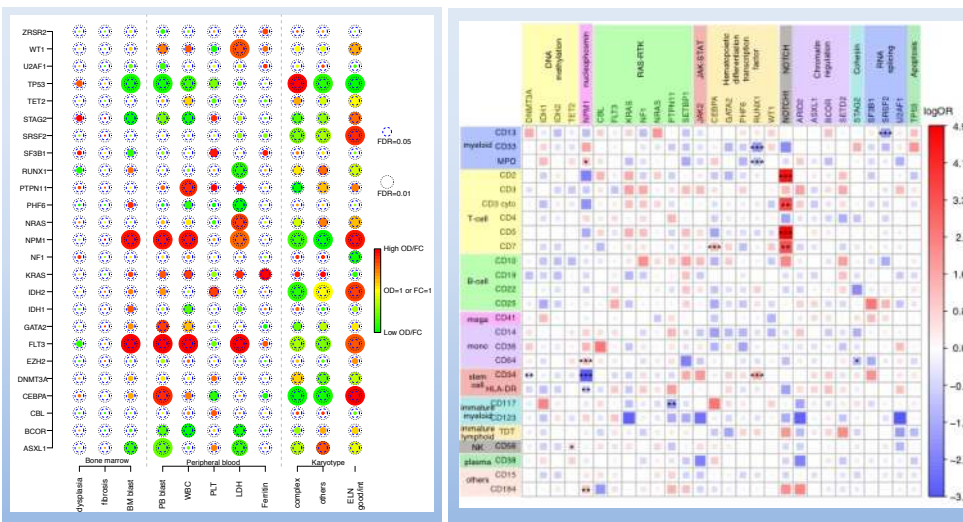 ZRSR2
WT1
U2AF1
TP53
TET2
STAG2
SRSF2
SF3B1
RUNX1
PTPN11
PHF6
NRAS
NPM1
NF1
KRAS
IDH2
IDH1
GATA2
FLT3
EZH2
DNMT3A
CEBPA
CBL
BCOR
ASXL1
Bone marrow
Peripheral blood
Karyotype
dysplasia
fibrosis
BM blast
PB blast
WBC
PLT
LDH
Ferritin
complex
others
ELN
good/int
FDR=0.05
FDR=0.01
High OD/FC
OD=1 or FC=1
Low OD/FC
DNA
methylation
nucleophosmin
RAS-RTK
JAK-STAT
Hematopoietic
differentiation
transcription
factor
NOTCH
Chromatin
regulation
Cohesin
RNA
splicing
Apoptosis
DNMT3A
IDH1
IDH2
TET2
NPM1
CBL
FLT3
KRAS
NF1
NRAS
PTPN11
SETBP1
JAK2
CEBPA
GATA2
PHF6
RUNX1
WT1
NOTCH1
ARID2
ASXL1
BCOR
SETD2
STAG2
SF3B1
SRSF2
U2AF1
TP53
logOR
myeloid
CD13
CD33
MPO
T-cell
CD2
CD3
CD3 cyto
CD4
CD5
CD7
B-cell
CD10
CD19
CD22
CD25
mega
CD41
mono
CD14
CD36
CD64
stem
cell
CD34
HLA-DR
immature
myeloid
CD117
CD123
immature
lymphoid
TDT
NK
CD56
plasma
CD38
others
CD15
CD184